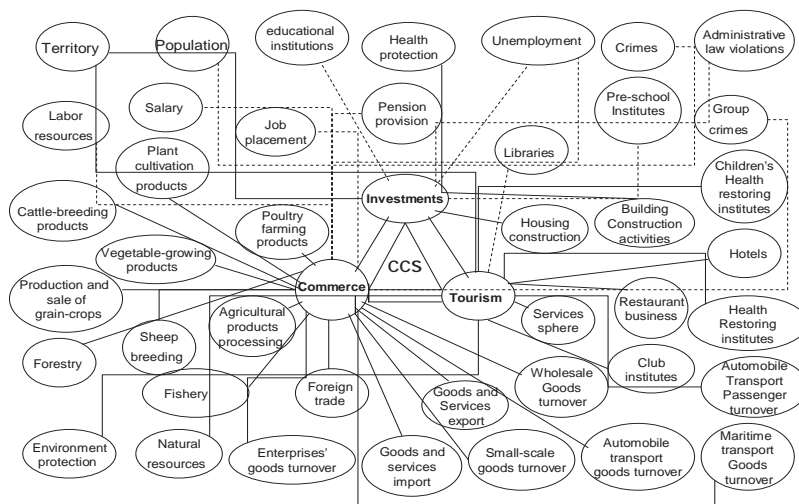 Territory
Population
educational
institutions
Health
protection
Unemployment
Crimes
Administrative
law violations
Labor
resources
Salary
Job
placement
Pension
provision
Pre-school
Institutes
Group
crimes
Plant
cultivation
products
Libraries
Children's
Health
restoring
institutes
Cattle-breeding
products
Poultry
farming
products
Investments
Housing
construction
Building
Construction
activities
Hotels
Vegetable-growing
products
CCS
Production and
sale of
grain-crops
Commerce
Tourism
Agricultural
products
processing
Services
sphere
Restaurant
business
Health
Restoring
institutes
Forestry
Sheep
breeding
Fishery
Foreign
trade
Goods and
Services
export
Wholesale
Goods
turnover
Club
institutes
Automobile
Transport
Passenger
turnover
Environment
protection
Natural
resources
Enterprises'
goods turnover
Goods and
services
import
Small-scale
goods turnover
Automobile
transport
goods turnover
Maritime
transport
Goods
turnover